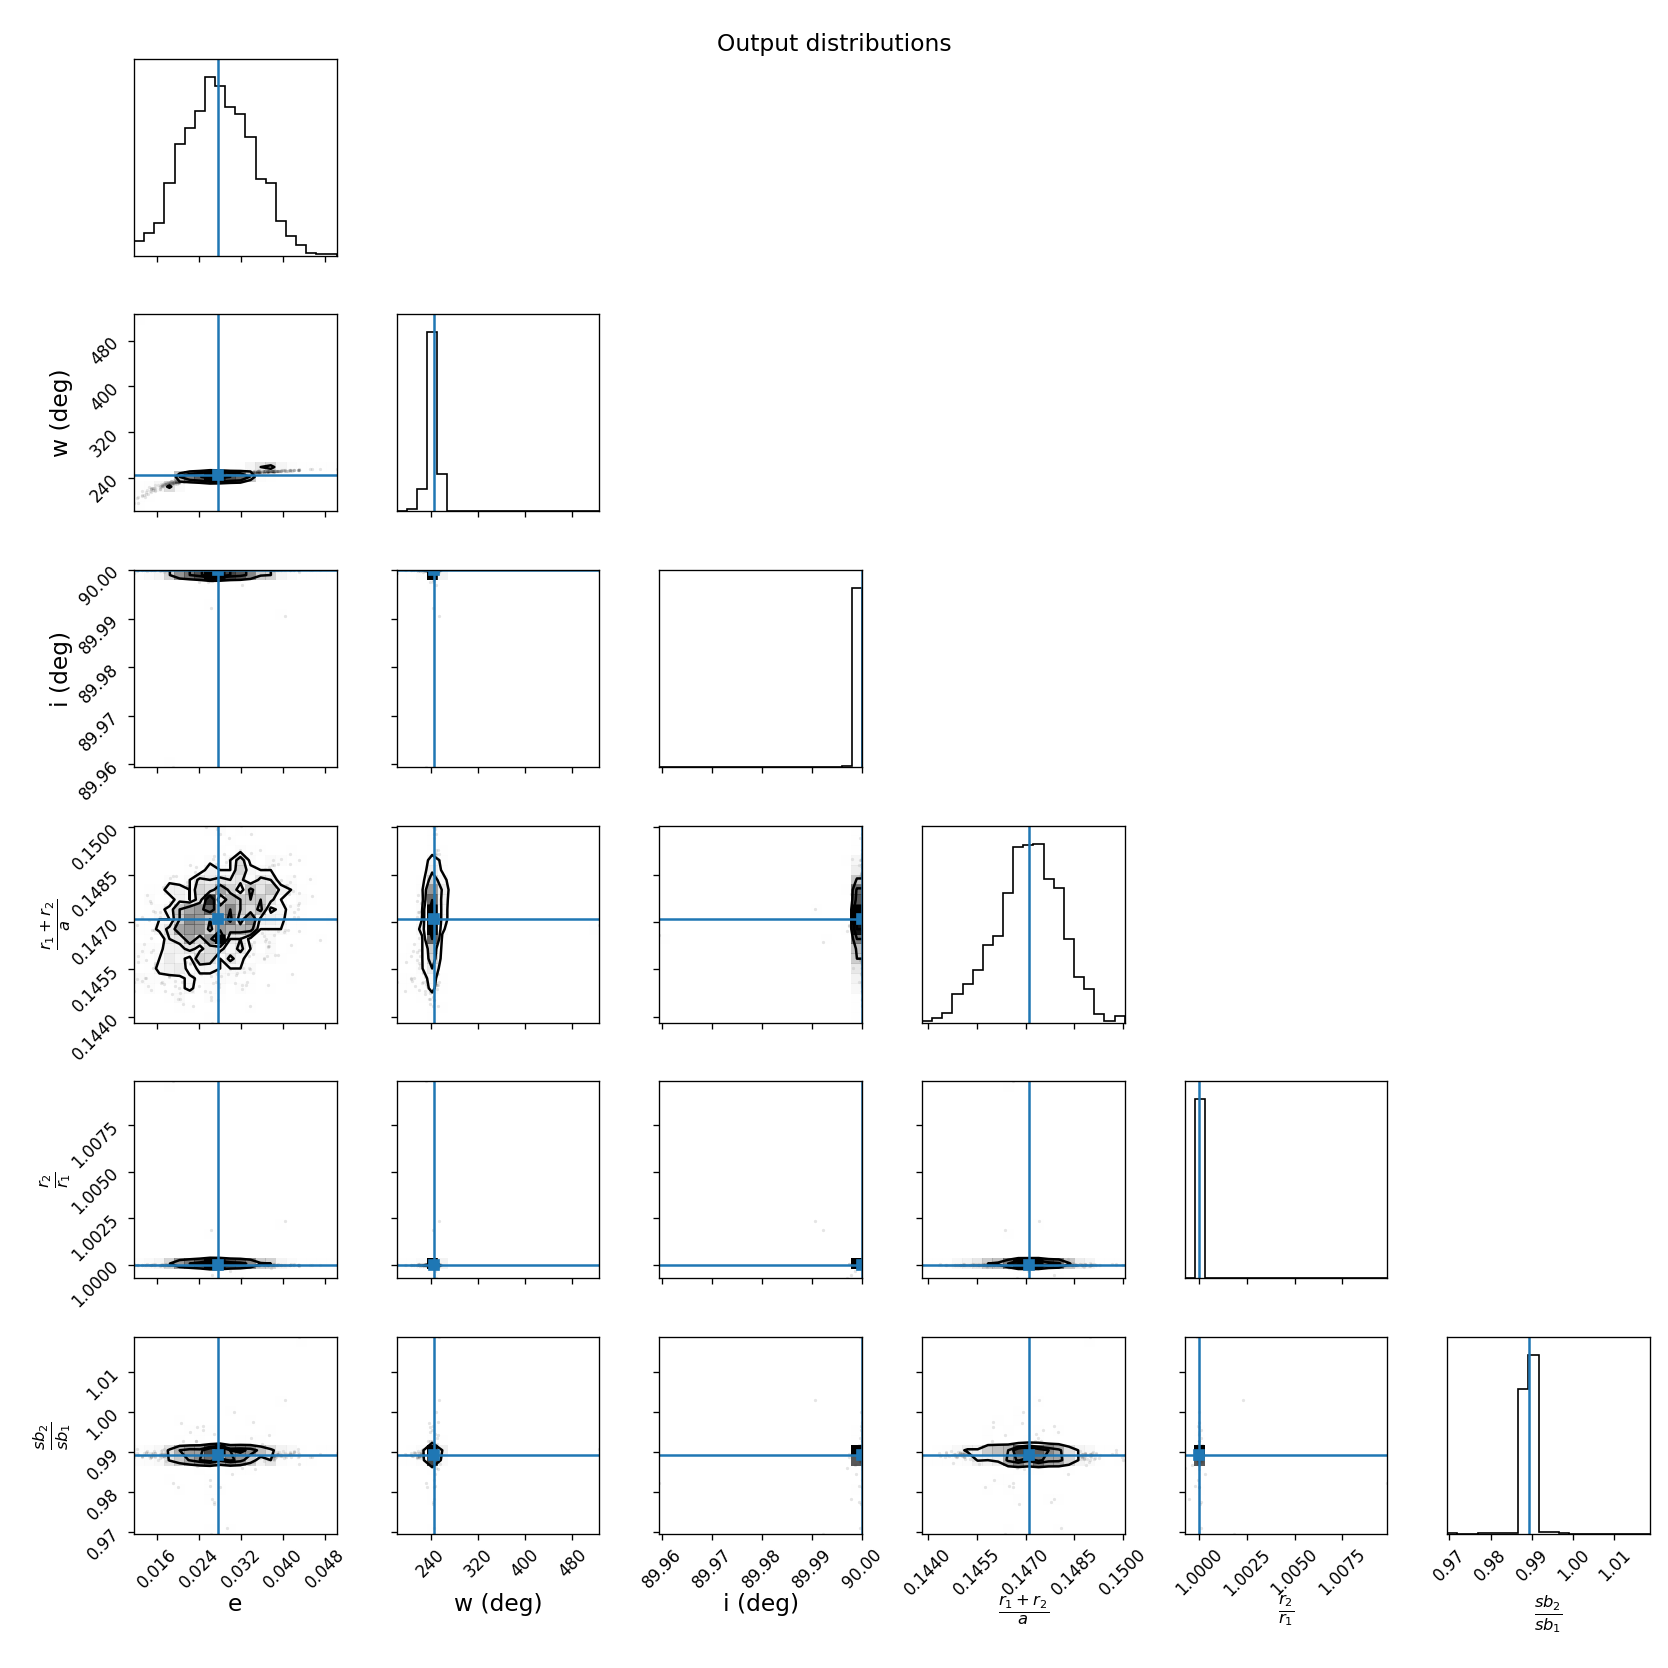 Output distributions
w (deg)
480
400
320
240
i (deg)
90.00
89.99
89.98
89.97
89.96
r₁ + r₂
a
0.1500
0.1485
0.1470
0.1455
0.1440
r₂
r₁
1.0075
1.0050
1.0025
1.0000
sb₂
sb₁
1.01
1.00
0.99
0.98
0.97
0.016 0.024 0.032 0.040 0.048
240 320 400 480
89.96 89.97 89.98 89.99 90.00
0.1440 0.1455 0.1470 0.1485 0.1500
1.0000 1.0025 1.0050 1.0075
0.97 0.98 0.99 1.00 1.01
e
w (deg)
i (deg)
r₁ + r₂
a
r₂
r₁
sb₂
sb₁